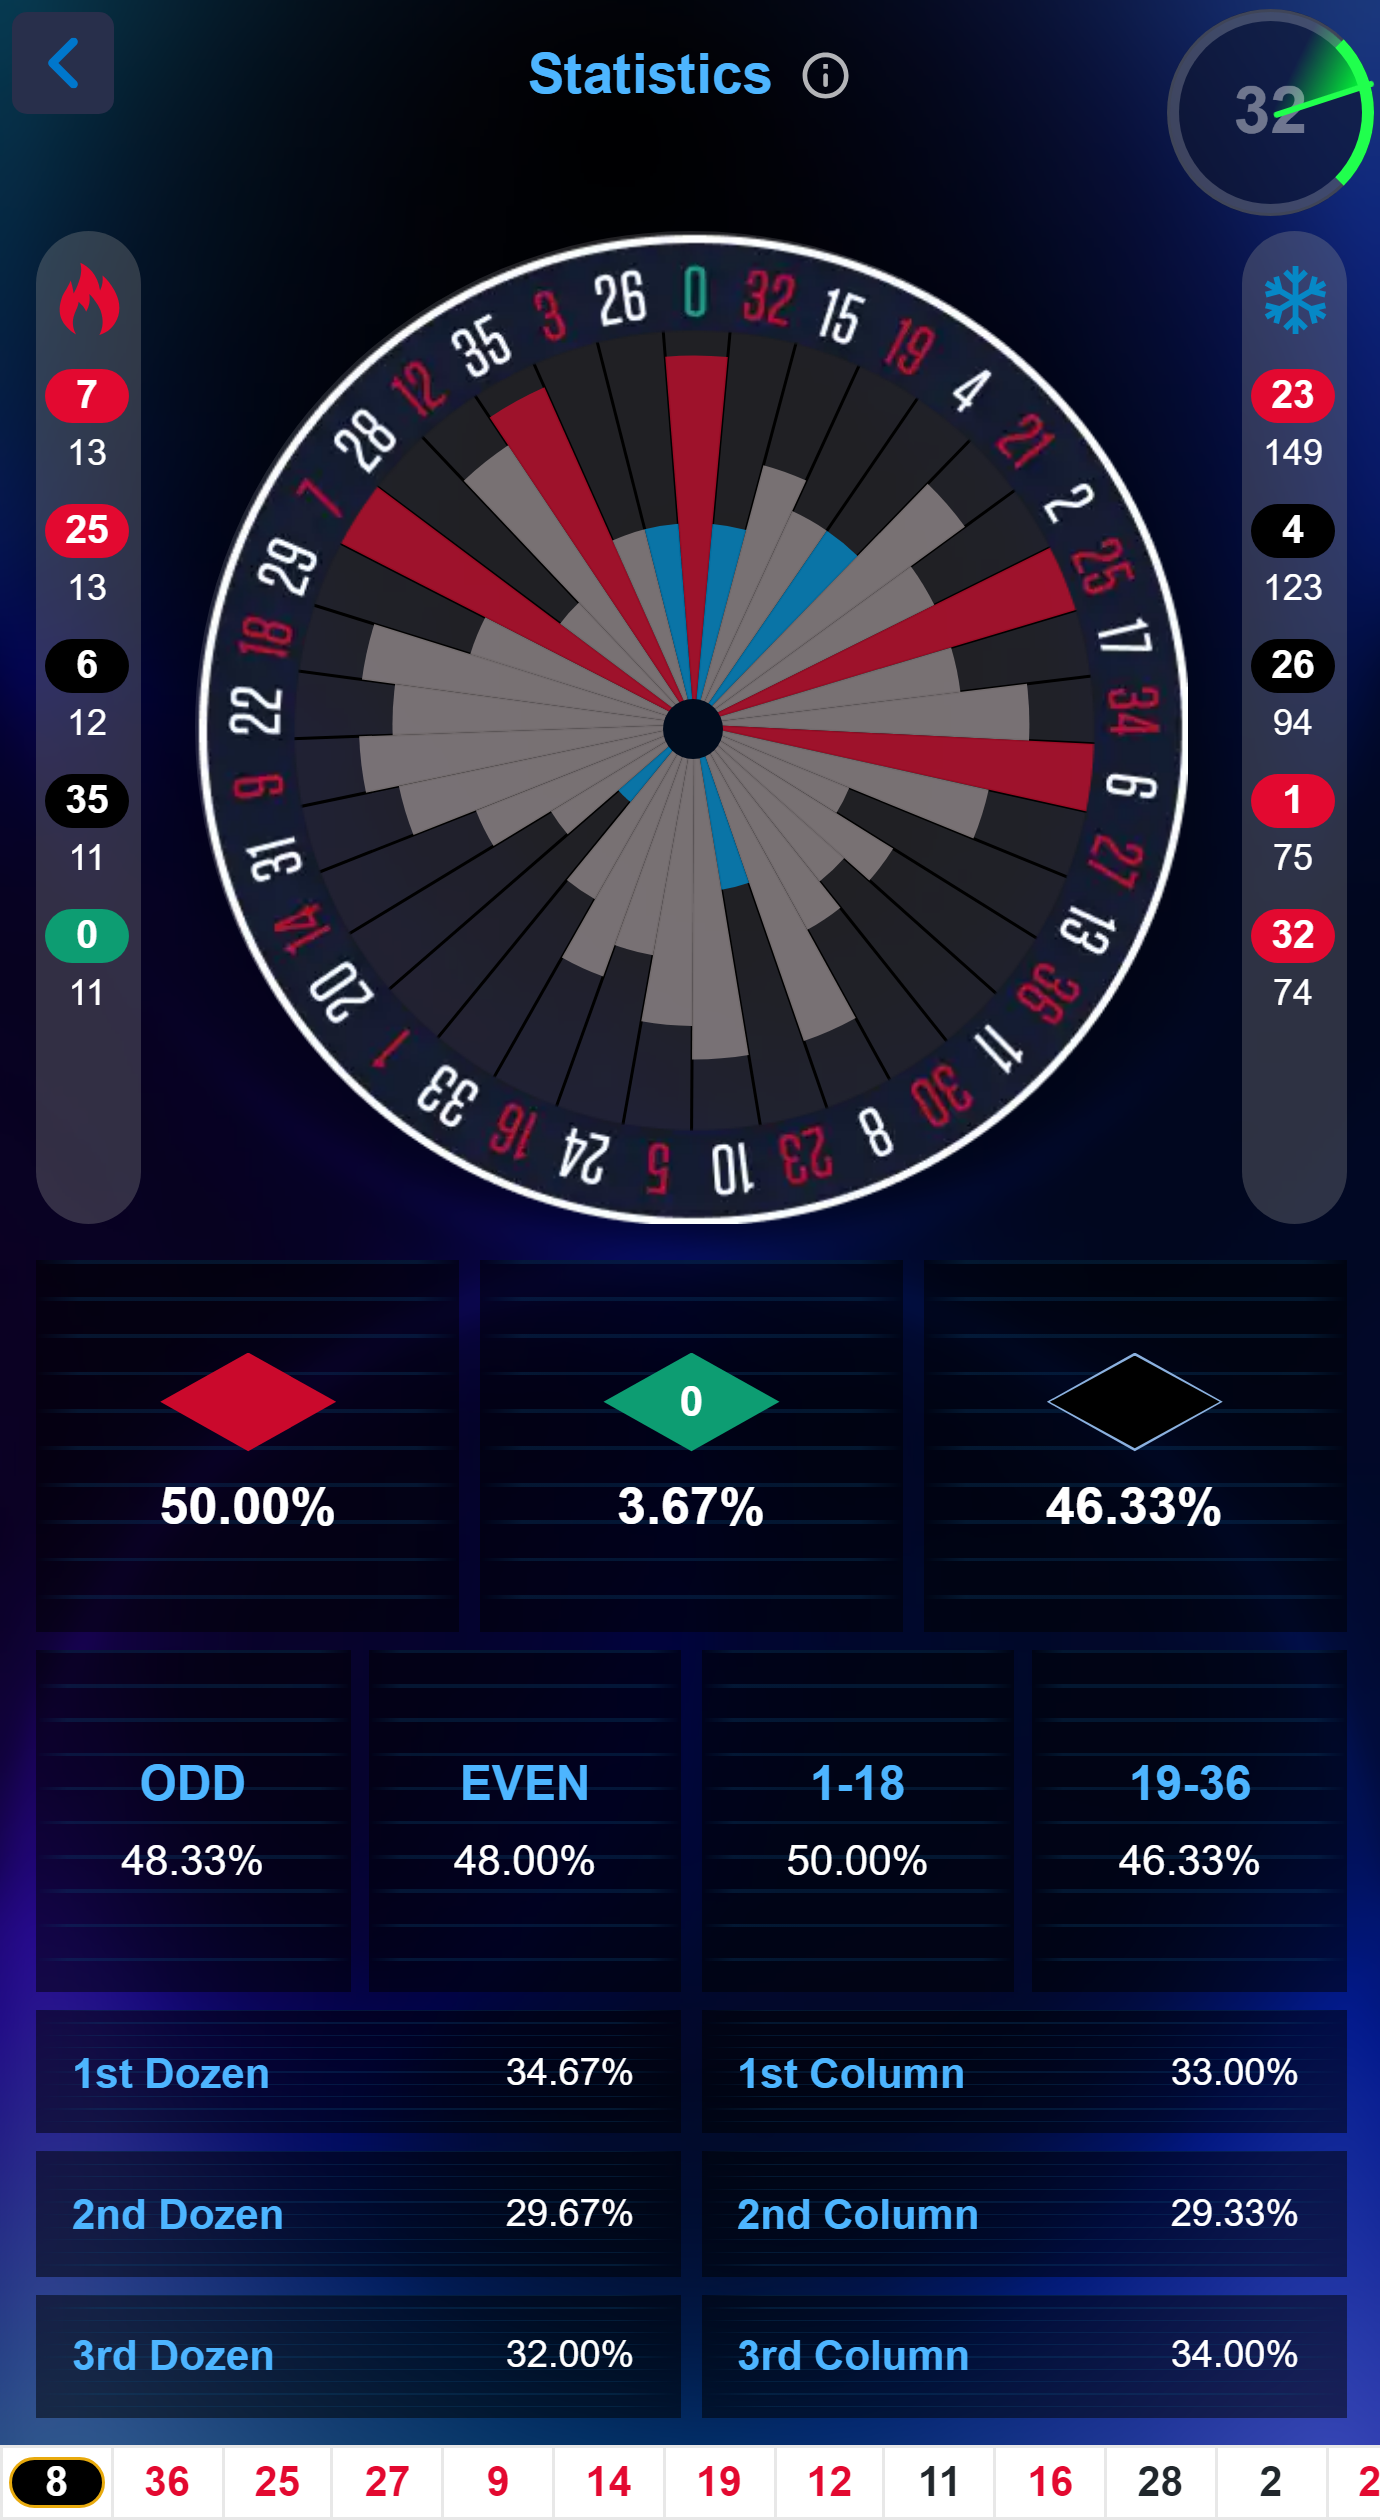 Statistics
32
7
13
25
13
6
12
35
11
0
11
23
149
4
123
26
94
1
75
32
74
0 32 15 19 4 21 2 25 17 34 6 27 13 36 11 30 8 23 10 5 24 16 33 1 20 14 31 9 22 18 29 7 28 12 35 3 26
0
50.00% 3.67% 46.33%
ODD EVEN 1-18 19-36
48.33% 48.00% 50.00% 46.33%
1st Dozen 34.67% 1st Column 33.00%
2nd Dozen 29.67% 2nd Column 29.33%
3rd Dozen 32.00% 3rd Column 34.00%
8 36 25 27 9 14 19 12 11 16 28 2